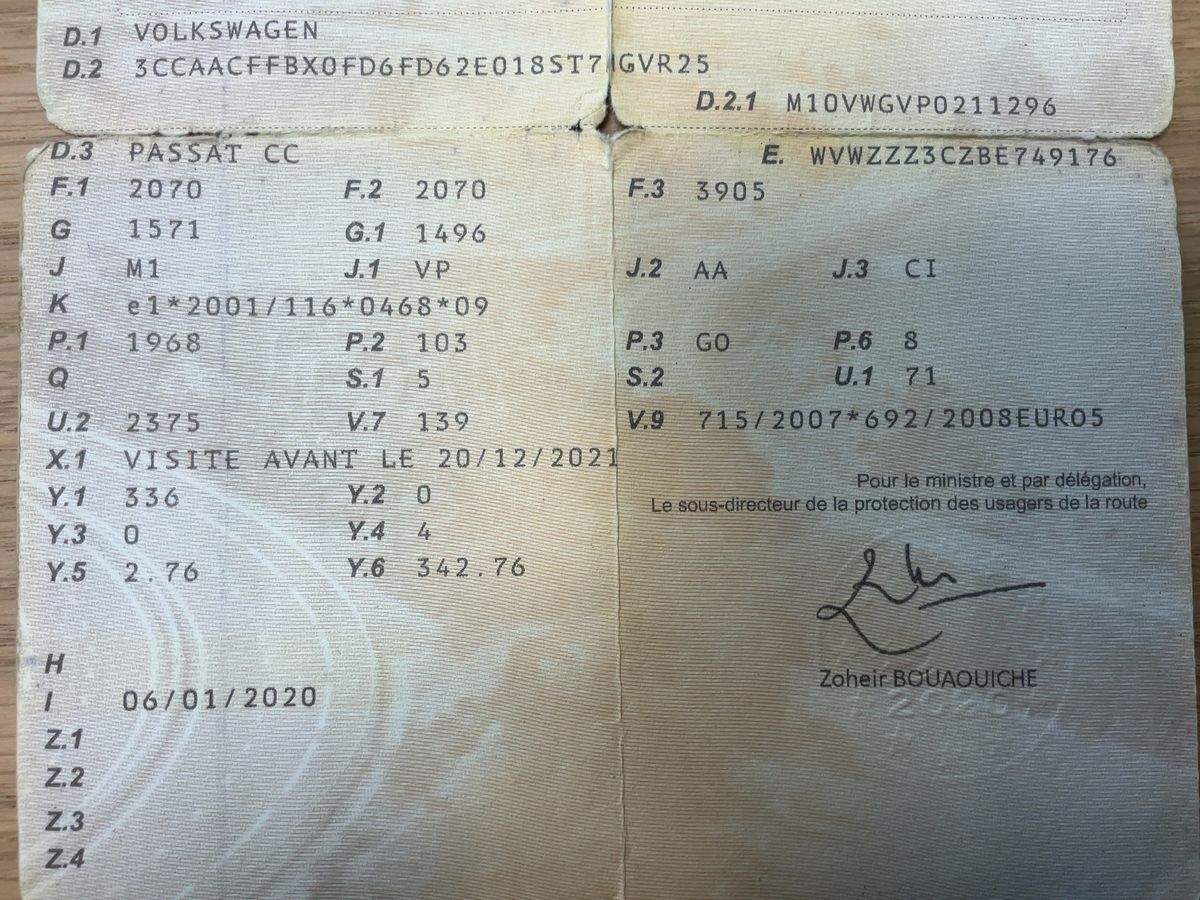 D.1 VOLKSWAGEN
D.2 3CCAACFFBX0FD6FD62E018ST7 GVR25
D.2.1 M10VWGVP0211296
D.3 PASSAT CC E. WVWZZZ3CZBE749176
F.1 2070 F.2 2070 F.3 3905
G 1571 G.1 1496
J M1 J.1 VP J.2 AA J.3 CI
K e1*2001/116*0468*09
P.1 1968 P.2 103 P.3 GO P.6 8
Q S.1 5 S.2 U.1 71
U.2 2375 V.7 139 V.9 715/2007*692/2008EURO5
X.1 VISITE AVANT LE 20/12/2021
Y.1 336 Y.2 0
Y.3 0 Y.4 4
Y.5 2.76 Y.6 342.76
Pour le ministre et par délégation,
Le sous-directeur de la protection des usagers de la route
Zoheir BOUAOUICHE
H
I 06/01/2020
Z.1
Z.2
Z.3
Z.4